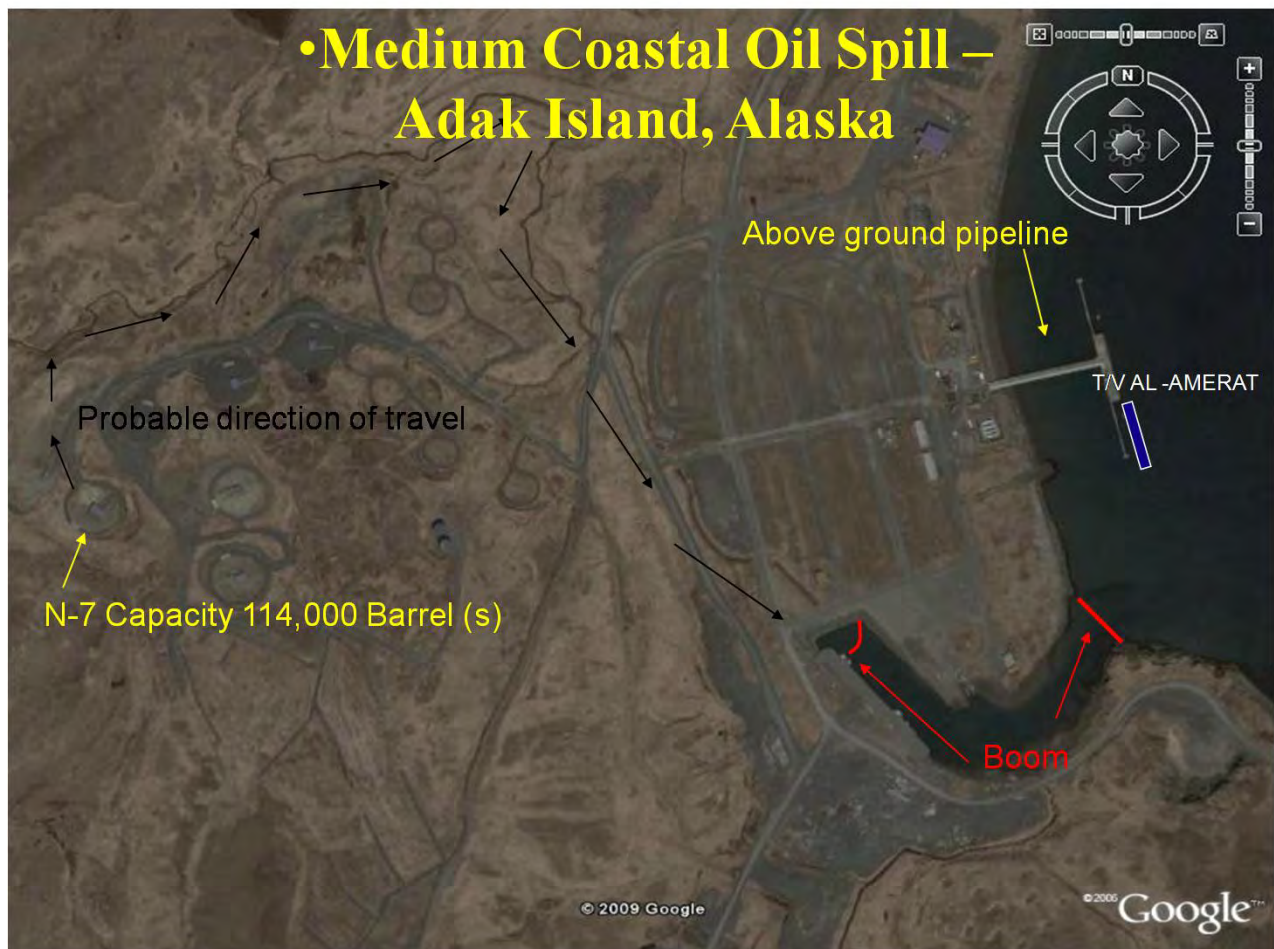 •Medium Coastal Oil Spill –
Adak Island, Alaska
N
Above ground pipeline
T/V AL -AMERAT
Probable direction of travel
N-7 Capacity 114,000 Barrel (s)
Boom
© 2009 Google
©2006 Google™